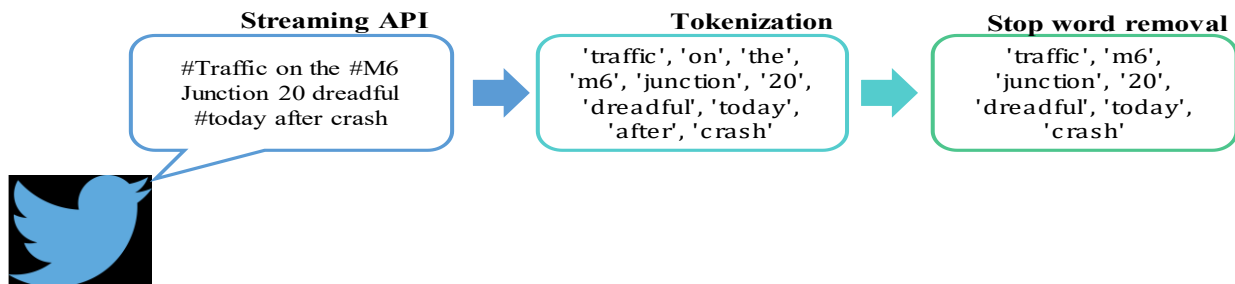 Streaming API
#Traffic on the #M6
Junction 20 dreadful
#today after crash
Tokenization
'traffic', 'on', 'the',
'm6', 'junction', '20',
'dreadful', 'today',
'after', 'crash'
Stop word removal
'traffic', 'm6',
'junction', '20',
'dreadful', 'today',
'crash'